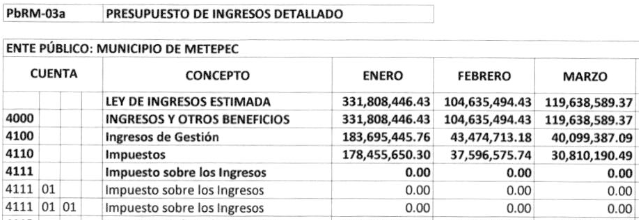 PbRM-03a PRESUPUESTO DE INGRESOS DETALLADO
ENTE PÚBLICO: MUNICIPIO DE METEPEC
CUENTA CONCEPTO ENERO FEBRERO MARZO
LEY DE INGRESOS ESTIMADA 331,808,446.43 104,635,494.43 119,638,589.37
4000 INGRESOS Y OTROS BENEFICIOS 331,808,446.43 104,635,494.43 119,638,589.37
4100 Ingresos de Gestión 183,695,445.76 43,474,713.18 40,099,387.09
4110 Impuestos 178,455,650.30 37,596,575.74 30,810,190.49
4111 Impuesto sobre los Ingresos 0.00 0.00 0.00
4111 01 Impuesto sobre los Ingresos 0.00 0.00 0.00
4111 01 01 Impuesto sobre los Ingresos 0.00 0.00 0.00